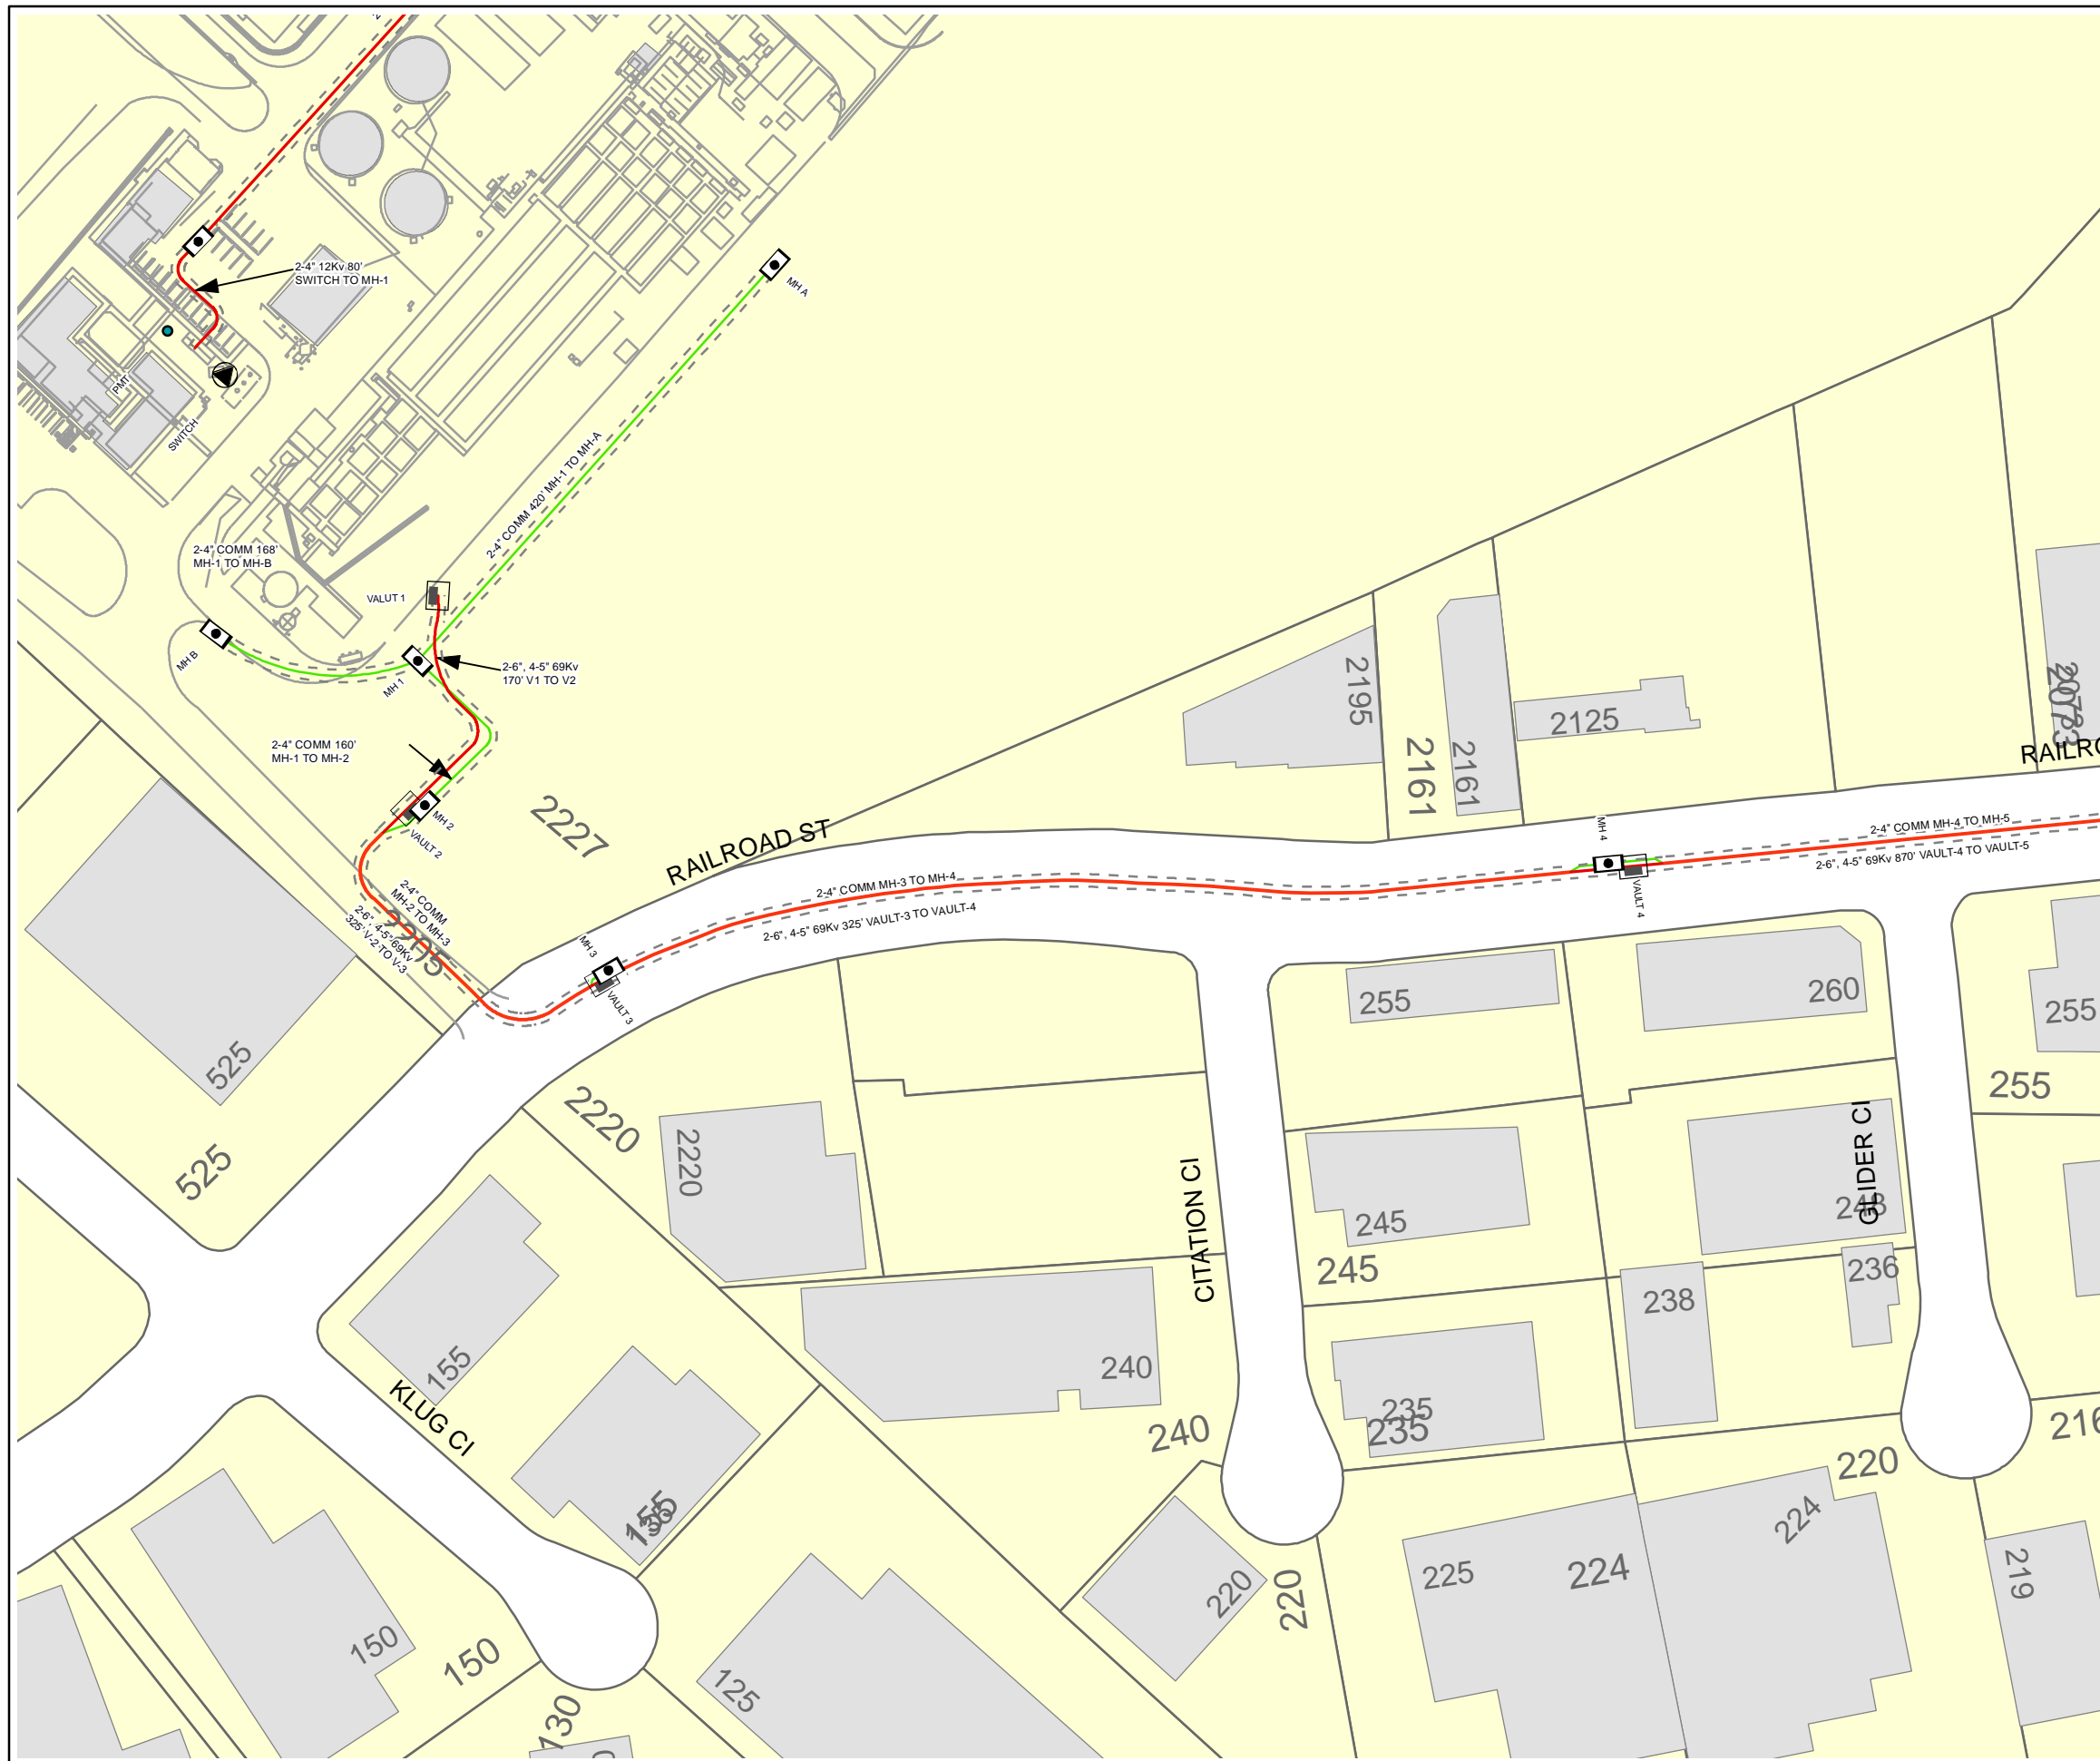 2-4" 12Kv 80'
SWITCH TO MH-1
MH A
PMT
SWITCH
2-4" COMM 420' MH-1 TO MH-A
2-4" COMM 168'
MH-1 TO MH-B
VALUT 1
MH B
MH 1
2-6", 4-5" 69Kv
170' V1 TO V2
2-4" COMM 160'
MH-1 TO MH-2
MH 2
VAULT 2
2227
2-4" COMM
MH-2 TO MH-3
2-6", 4-5" 69Kv
325' V-2 TO V-3
2205
RAILROAD ST
2-4" COMM MH-3 TO MH-4
2-6", 4-5" 69Kv 325' VAULT-3 TO VAULT-4
MH 3
VAULT 3
2195
2161
2161
2125
2073
RAILRO
MH 4
VAULT 4
2-4" COMM MH-4 TO MH-5
2-6", 4-5" 69Kv 870' VAULT-4 TO VAULT-5
525
525
2220
2220
255
260
255
255
CITATION CI
245
245
GLIDER CI
248
236
238
155
KLUG CI
155
240
240
235
235
220
216
220
220
225
224
224
219
150
150
130
125